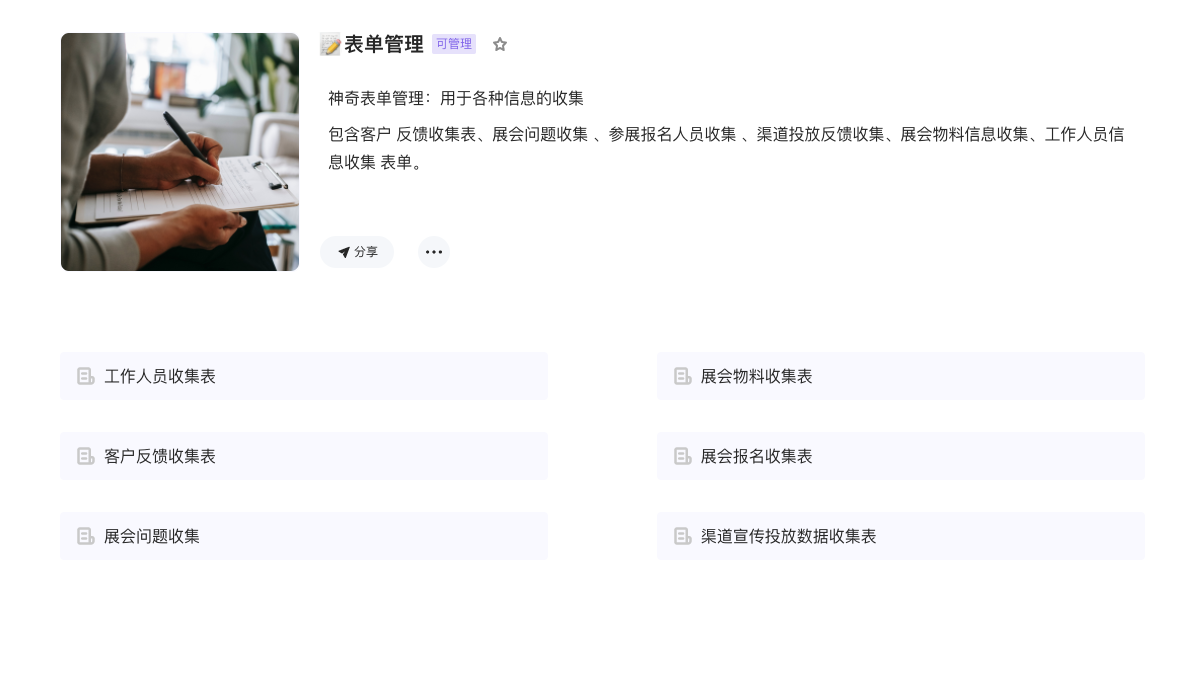 表单管理 可管理
神奇表单管理：用于各种信息的收集
包含客户 反馈收集表、展会问题收集 、参展报名人员收集 、渠道投放反馈收集、展会物料信息收集、工作人员信
息收集 表单。
分享
工作人员收集表
展会物料收集表
客户反馈收集表
展会报名收集表
展会问题收集
渠道宣传投放数据收集表